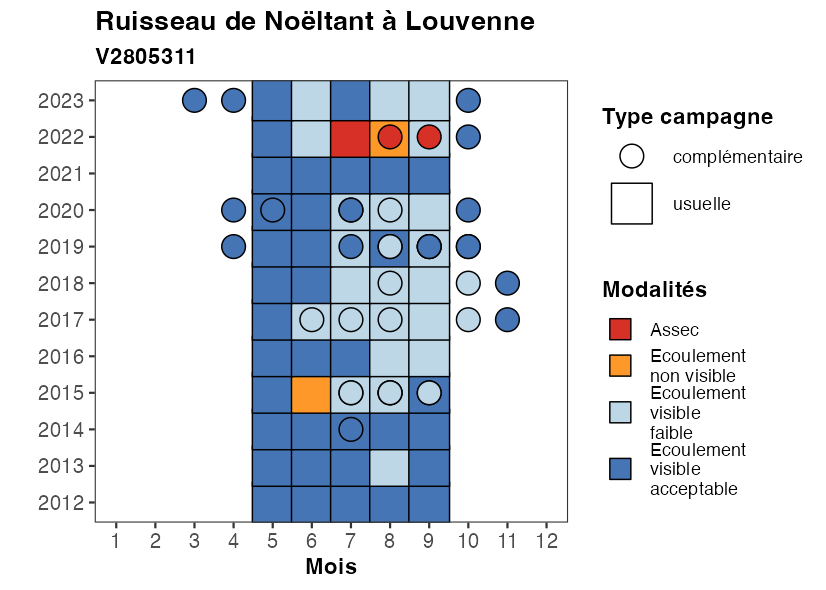 Ruisseau de Noëltant à Louvenne
V2805311
2023
2022
2021
2020
2019
2018
2017
2016
2015
2014
2013
2012
1 2 3 4 5 6 7 8 9 10 11 12
Mois
Type campagne
complémentaire
usuelle
Modalités
Assec
Ecoulement
non visible
Ecoulement
visible
faible
Ecoulement
visible
acceptable